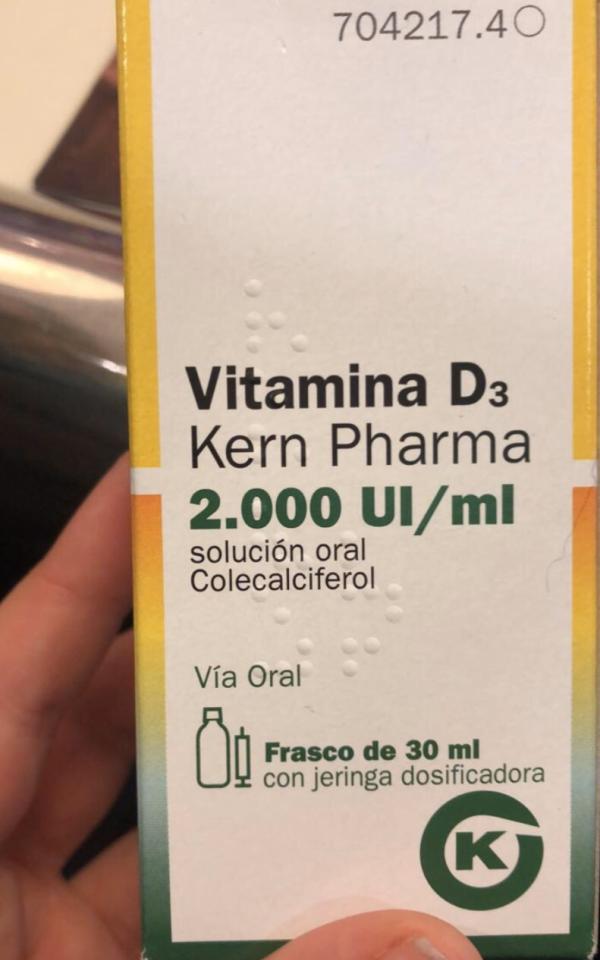 704217.4
Vitamina D₃
Kern Pharma
2.000 UI/ml
solución oral
Colecalciferol
Vía Oral
Frasco de 30 ml
con jeringa dosificadora
K